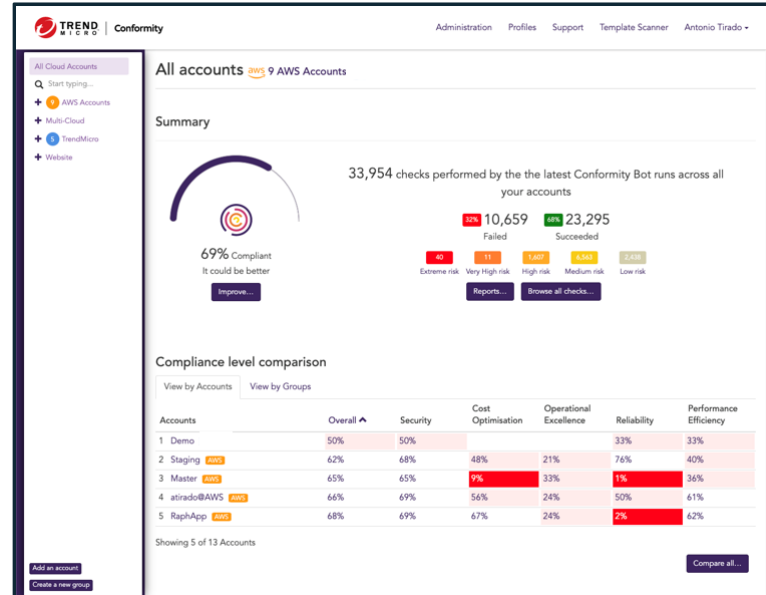 TREND MICRO | Conformity
Administration Profiles Support Template Scanner Antonio Tirado
All Cloud Accounts
Start typing...
9 AWS Accounts
Multi-Cloud
5 TrendMicro
Website
Add an account
Create a new group
All accounts aws 9 AWS Accounts
Summary
69% Compliant
It could be better
Improve...
33,954 checks performed by the the latest Conformity Bot runs across all
your accounts
32% 10,659 68% 23,295
Failed Succeeded
40 11 1,607 4,563 2,438
Extreme risk Very High risk High risk Medium risk Low risk
Reports... Browse all checks...
Compliance level comparison
View by Accounts View by Groups
Cost Operational Performance
Accounts Overall Security Optimisation Excellence Reliability Efficiency
1 Demo 50% 50% 33% 33%
2 Staging AWS 62% 68% 48% 21% 76% 40%
3 Master AWS 65% 65% 9% 33% 1% 36%
4 atirado@AWS AWS 66% 69% 56% 24% 50% 61%
5 RaphApp AWS 68% 69% 67% 24% 2% 62%
Showing 5 of 13 Accounts
Compare all...